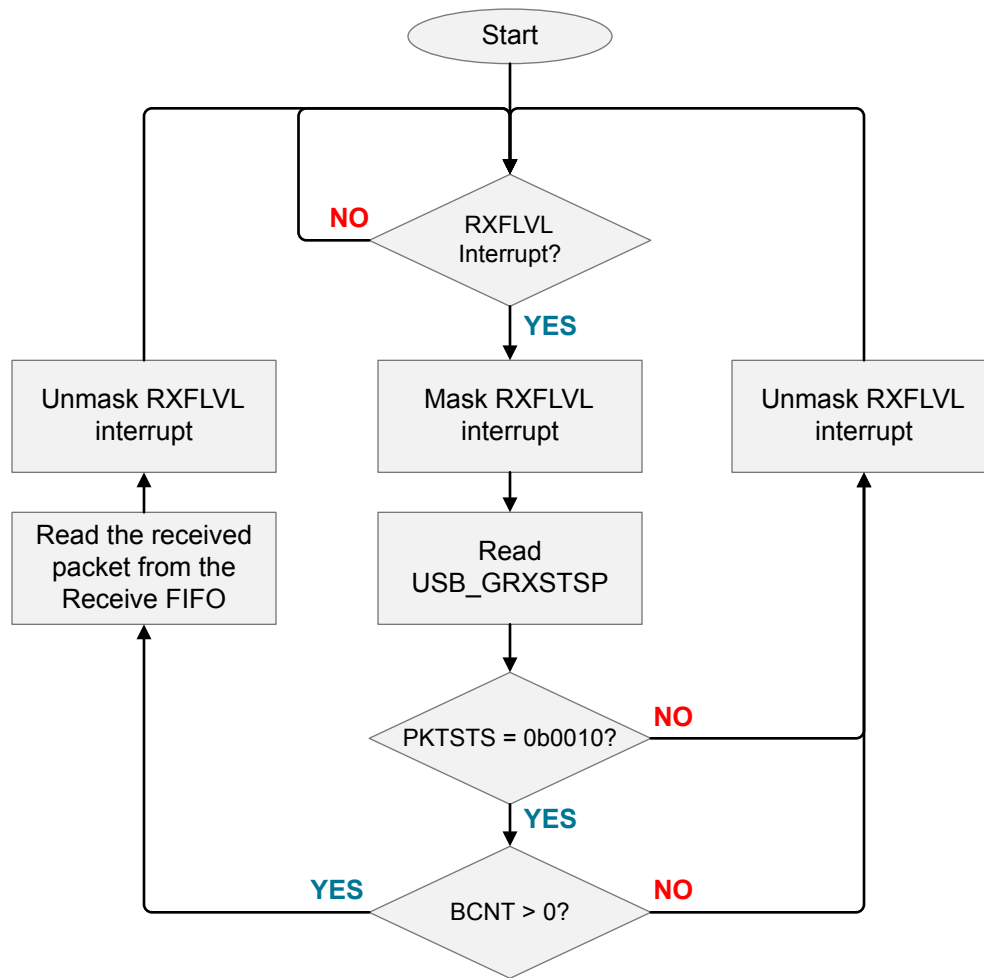 Start
NO
RXFLVL
Interrupt?
YES
Unmask RXFLVL
interrupt
Mask RXFLVL
interrupt
Unmask RXFLVL
interrupt
Read the received
packet from the
Receive FIFO
Read
USB_GRXSTSP
PKTSTS = 0b0010?
NO
YES
YES
BCNT > 0?
NO